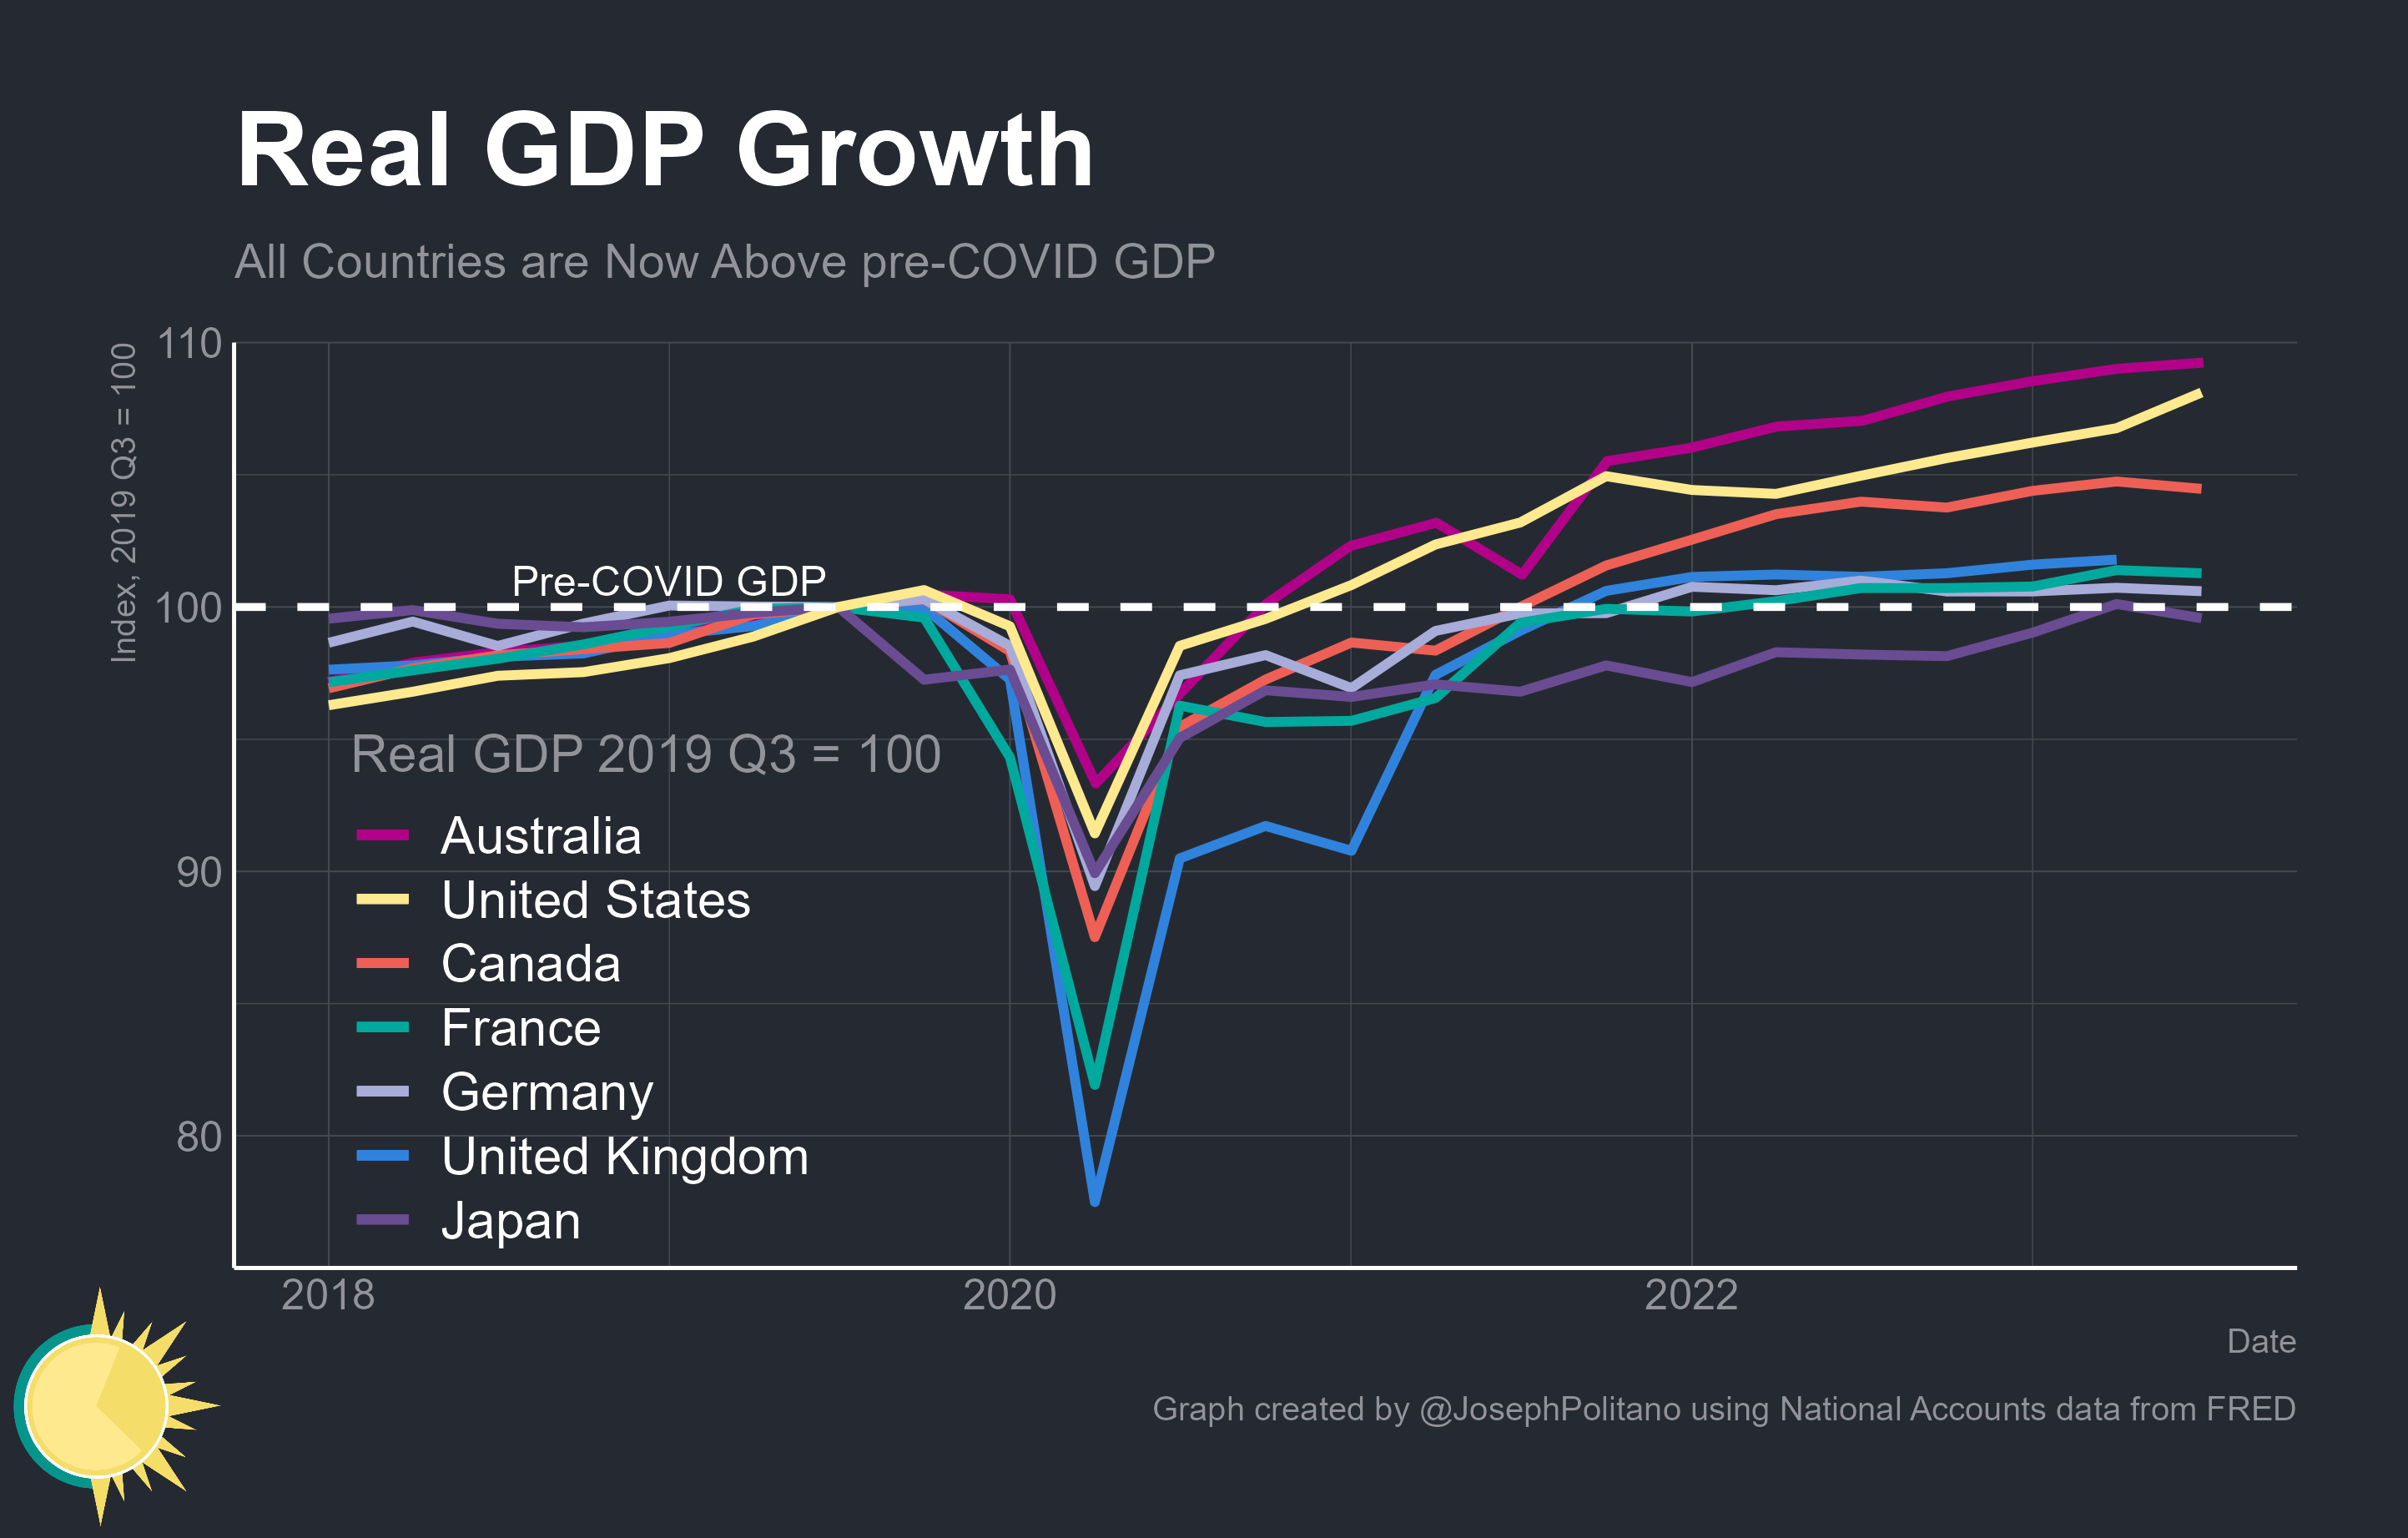 Real GDP Growth
All Countries are Now Above pre-COVID GDP
Index, 2019 Q3 = 100
110
100
90
80
Pre-COVID GDP
Real GDP 2019 Q3 = 100
Australia
United States
Canada
France
Germany
United Kingdom
Japan
2018
2020
2022
Date
Graph created by @JosephPolitano using National Accounts data from FRED